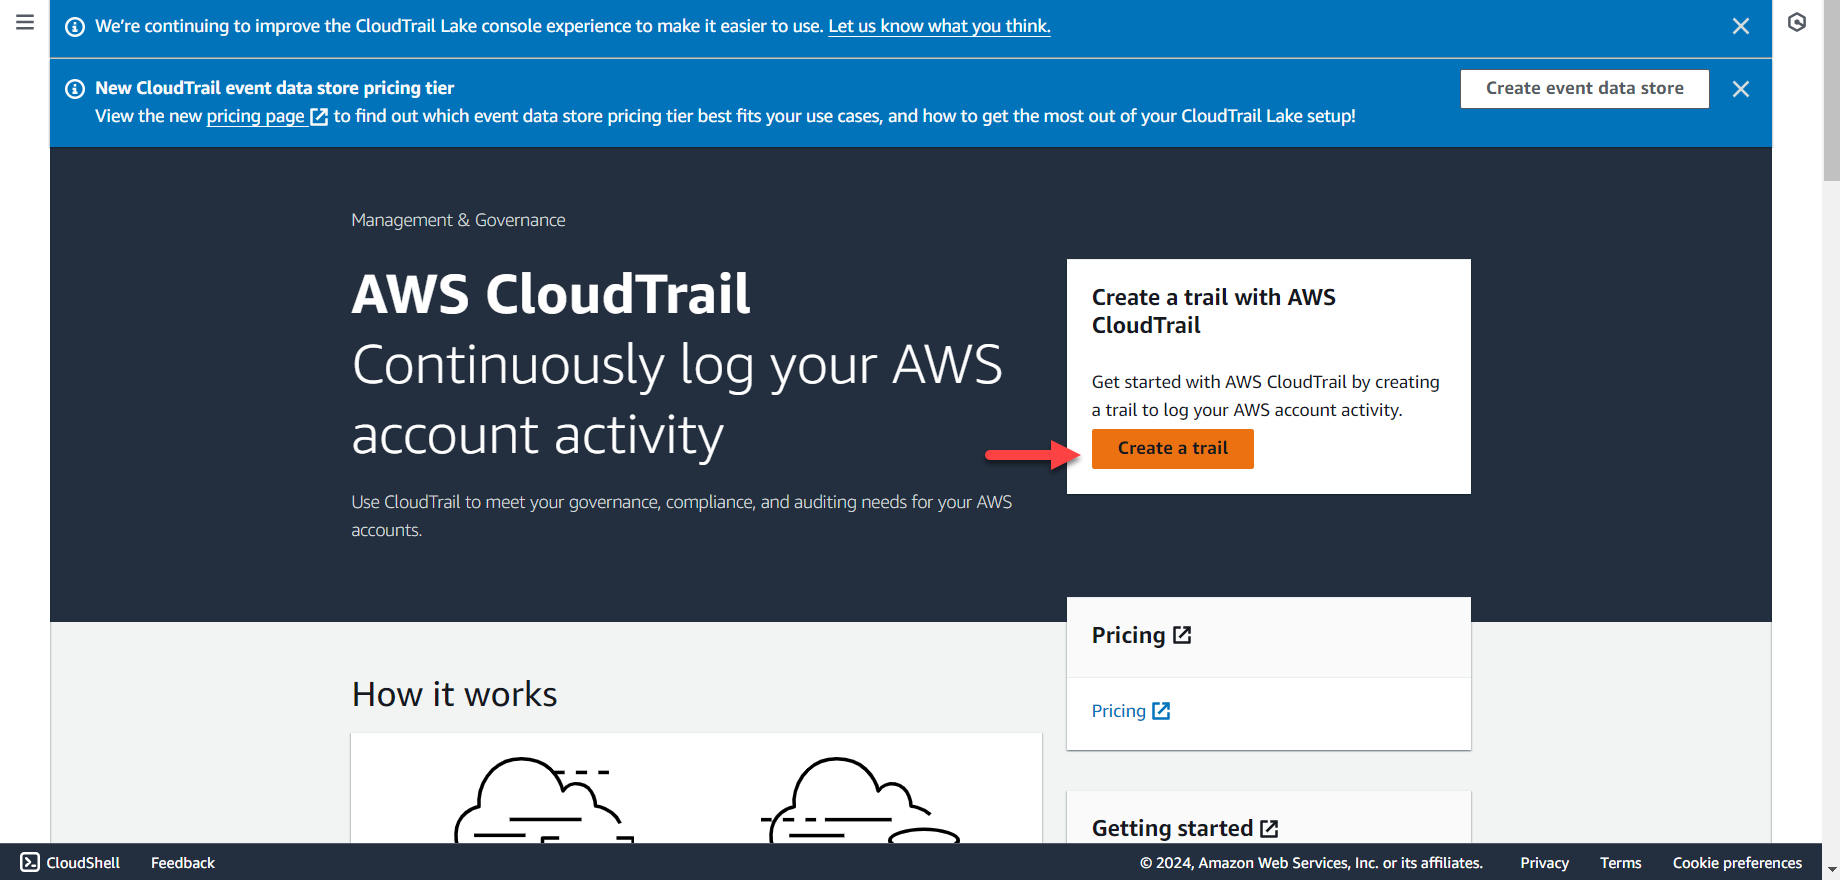 We're continuing to improve the CloudTrail Lake console experience to make it easier to use. Let us know what you think.
New CloudTrail event data store pricing tier
View the new pricing page to find out which event data store pricing tier best fits your use cases, and how to get the most out of your CloudTrail Lake setup!
Create event data store
Management & Governance
AWS CloudTrail
Continuously log your AWS
account activity
Use CloudTrail to meet your governance, compliance, and auditing needs for your AWS
accounts.
Create a trail with AWS
CloudTrail
Get started with AWS CloudTrail by creating
a trail to log your AWS account activity.
Create a trail
Pricing
Pricing
How it works
Getting started
CloudShell
Feedback
© 2024, Amazon Web Services, Inc. or its affiliates.
Privacy
Terms
Cookie preferences